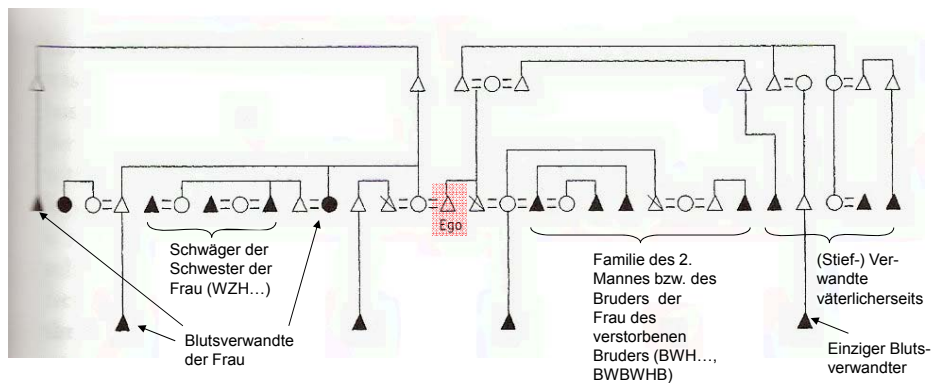 Ego
Schwäger der
Schwester der
Frau (WZH…)
Blutsverwandte
der Frau
Familie des 2.
Mannes bzw. des
Bruders der
Frau des
verstorbenen
Bruders (BWH…,
BWBWHB)
(Stief-) Ver-
wandte
väterlicherseits
Einziger Bluts-
verwandter